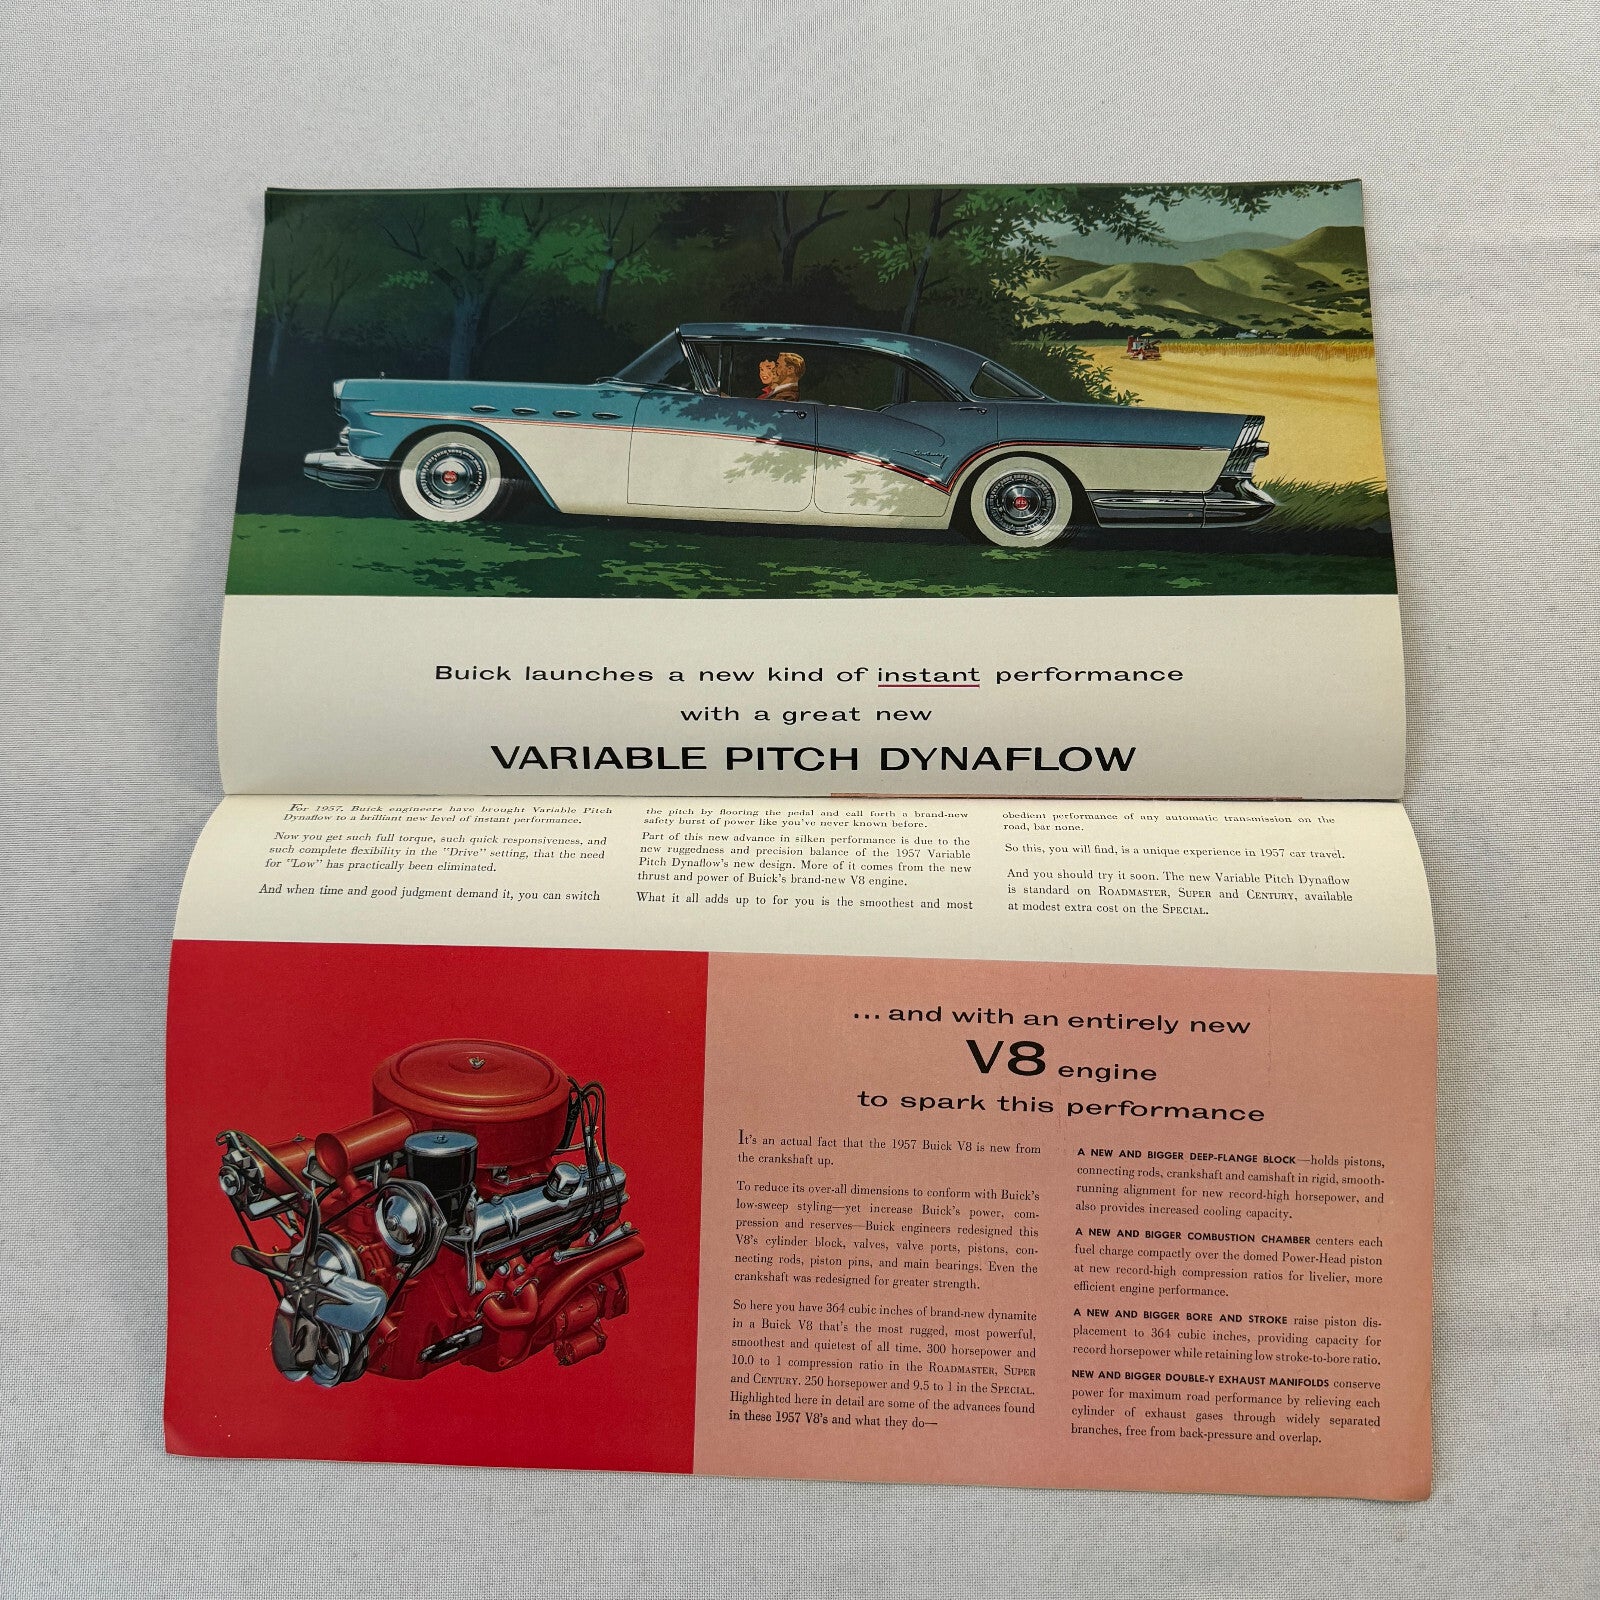 Century
Buick launches a new kind of instant performance
with a great new
VARIABLE PITCH DYNAFLOW
For 1957, Buick engineers have brought Variable Pitch
Dynaflow to a brilliant new level of instant performance.
Now you get such full torque, such quick responsiveness, and
such complete flexibility in the "Drive" setting, that the need
for "Low" has practically been eliminated.
And when time and good judgment demand it, you can switch
the pitch by flooring the pedal and call forth a brand-new
safety burst of power like you've never known before.
Part of this new advance in silken performance is due to the
new ruggedness and precision balance of the 1957 Variable
Pitch Dynaflow's new design. More of it comes from the new
thrust and power of Buick's brand-new V8 engine.
What it all adds up to for you is the smoothest and most
obedient performance of any automatic transmission on the
road, bar none.
So this, you will find, is a unique experience in 1957 car travel.
And you should try it soon. The new Variable Pitch Dynaflow
is standard on ROADMASTER, SUPER and CENTURY, available
at modest extra cost on the SPECIAL.
...and with an entirely new
V8 engine
to spark this performance
It's an actual fact that the 1957 Buick V8 is new from
the crankshaft up.
To reduce its over-all dimensions to conform with Buick's
low-sweep styling—yet increase Buick's power, com-
pression and reserves—Buick engineers redesigned this
V8's cylinder block, valves, valve ports, pistons, con-
necting rods, piston pins, and main bearings. Even the
crankshaft was redesigned for greater strength.
So here you have 364 cubic inches of brand-new dynamite
in a Buick V8 that's the most rugged, most powerful,
smoothest and quietest of all time. 300 horsepower and
10.0 to 1 compression ratio in the ROADMASTER, SUPER
and CENTURY. 250 horsepower and 9.5 to 1 in the SPECIAL.
Highlighted here in detail are some of the advances found
in these 1957 V8's and what they do—
A NEW AND BIGGER DEEP-FLANGE BLOCK—holds pistons,
connecting rods, crankshaft and camshaft in rigid, smooth-
running alignment for new record-high horsepower, and
also provides increased cooling capacity.
A NEW AND BIGGER COMBUSTION CHAMBER centers each
fuel charge compactly over the domed Power-Head piston
at new record-high compression ratios for livelier, more
efficient engine performance.
A NEW AND BIGGER BORE AND STROKE raise piston dis-
placement to 364 cubic inches, providing capacity for
record horsepower while retaining low stroke-to-bore ratio.
NEW AND BIGGER DOUBLE-Y EXHAUST MANIFOLDS conserve
power for maximum road performance by relieving each
cylinder of exhaust gases through widely separated
branches, free from back-pressure and overlap.